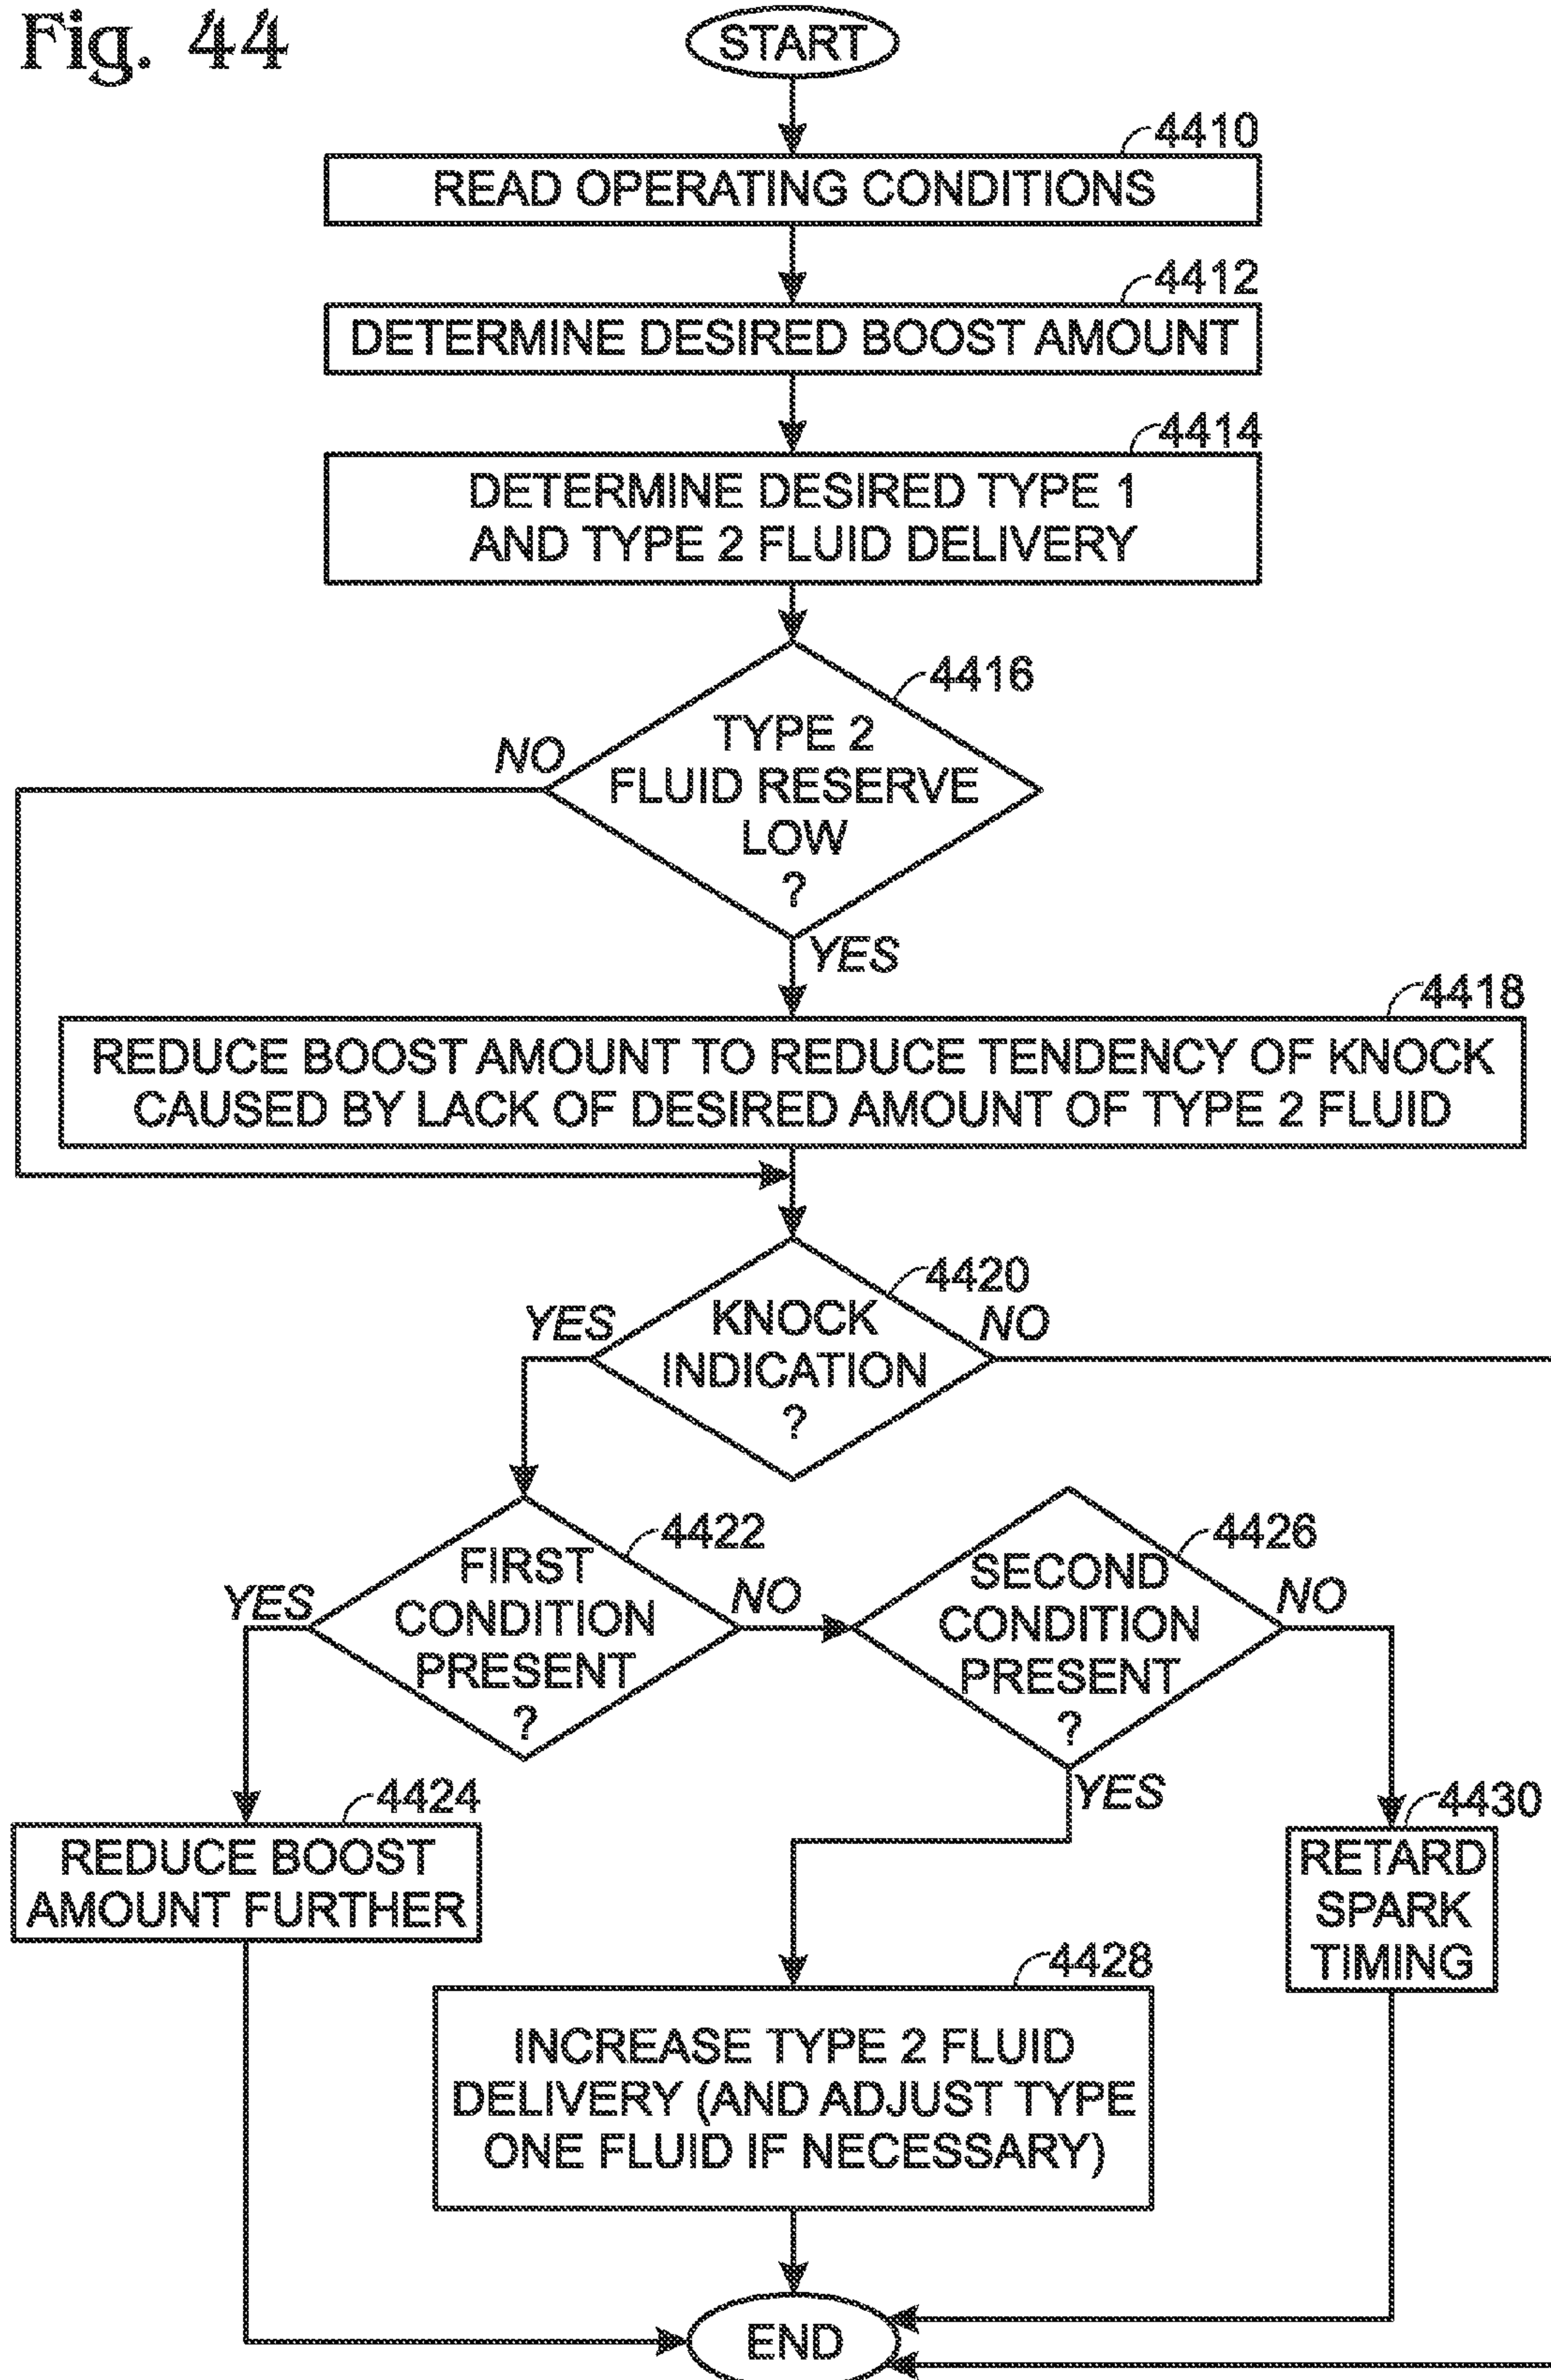 Fig. 44
START
4410
READ OPERATING CONDITIONS
4412
DETERMINE DESIRED BOOST AMOUNT
4414
DETERMINE DESIRED TYPE 1
AND TYPE 2 FLUID DELIVERY
4416
TYPE 2
FLUID RESERVE
LOW
?
NO
YES
4418
REDUCE BOOST AMOUNT TO REDUCE TENDENCY OF KNOCK
CAUSED BY LACK OF DESIRED AMOUNT OF TYPE 2 FLUID
4420
KNOCK
INDICATION
?
YES
NO
4422
FIRST
CONDITION
PRESENT
?
YES
NO
4426
SECOND
CONDITION
PRESENT
?
NO
YES
4424
REDUCE BOOST
AMOUNT FURTHER
4430
RETARD
SPARK
TIMING
4428
INCREASE TYPE 2 FLUID
DELIVERY (AND ADJUST TYPE
ONE FLUID IF NECESSARY)
END